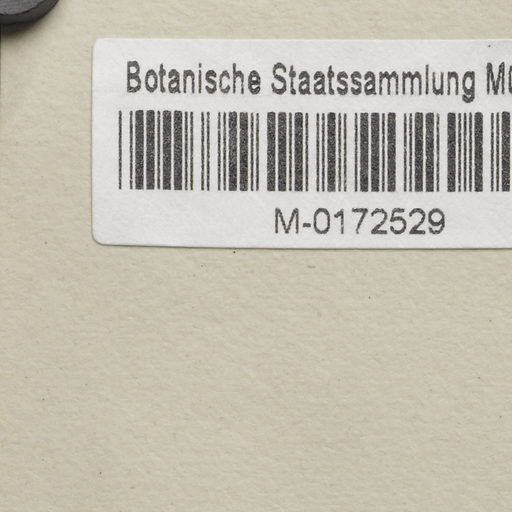 Botanische Staatssammlung
M-0172529